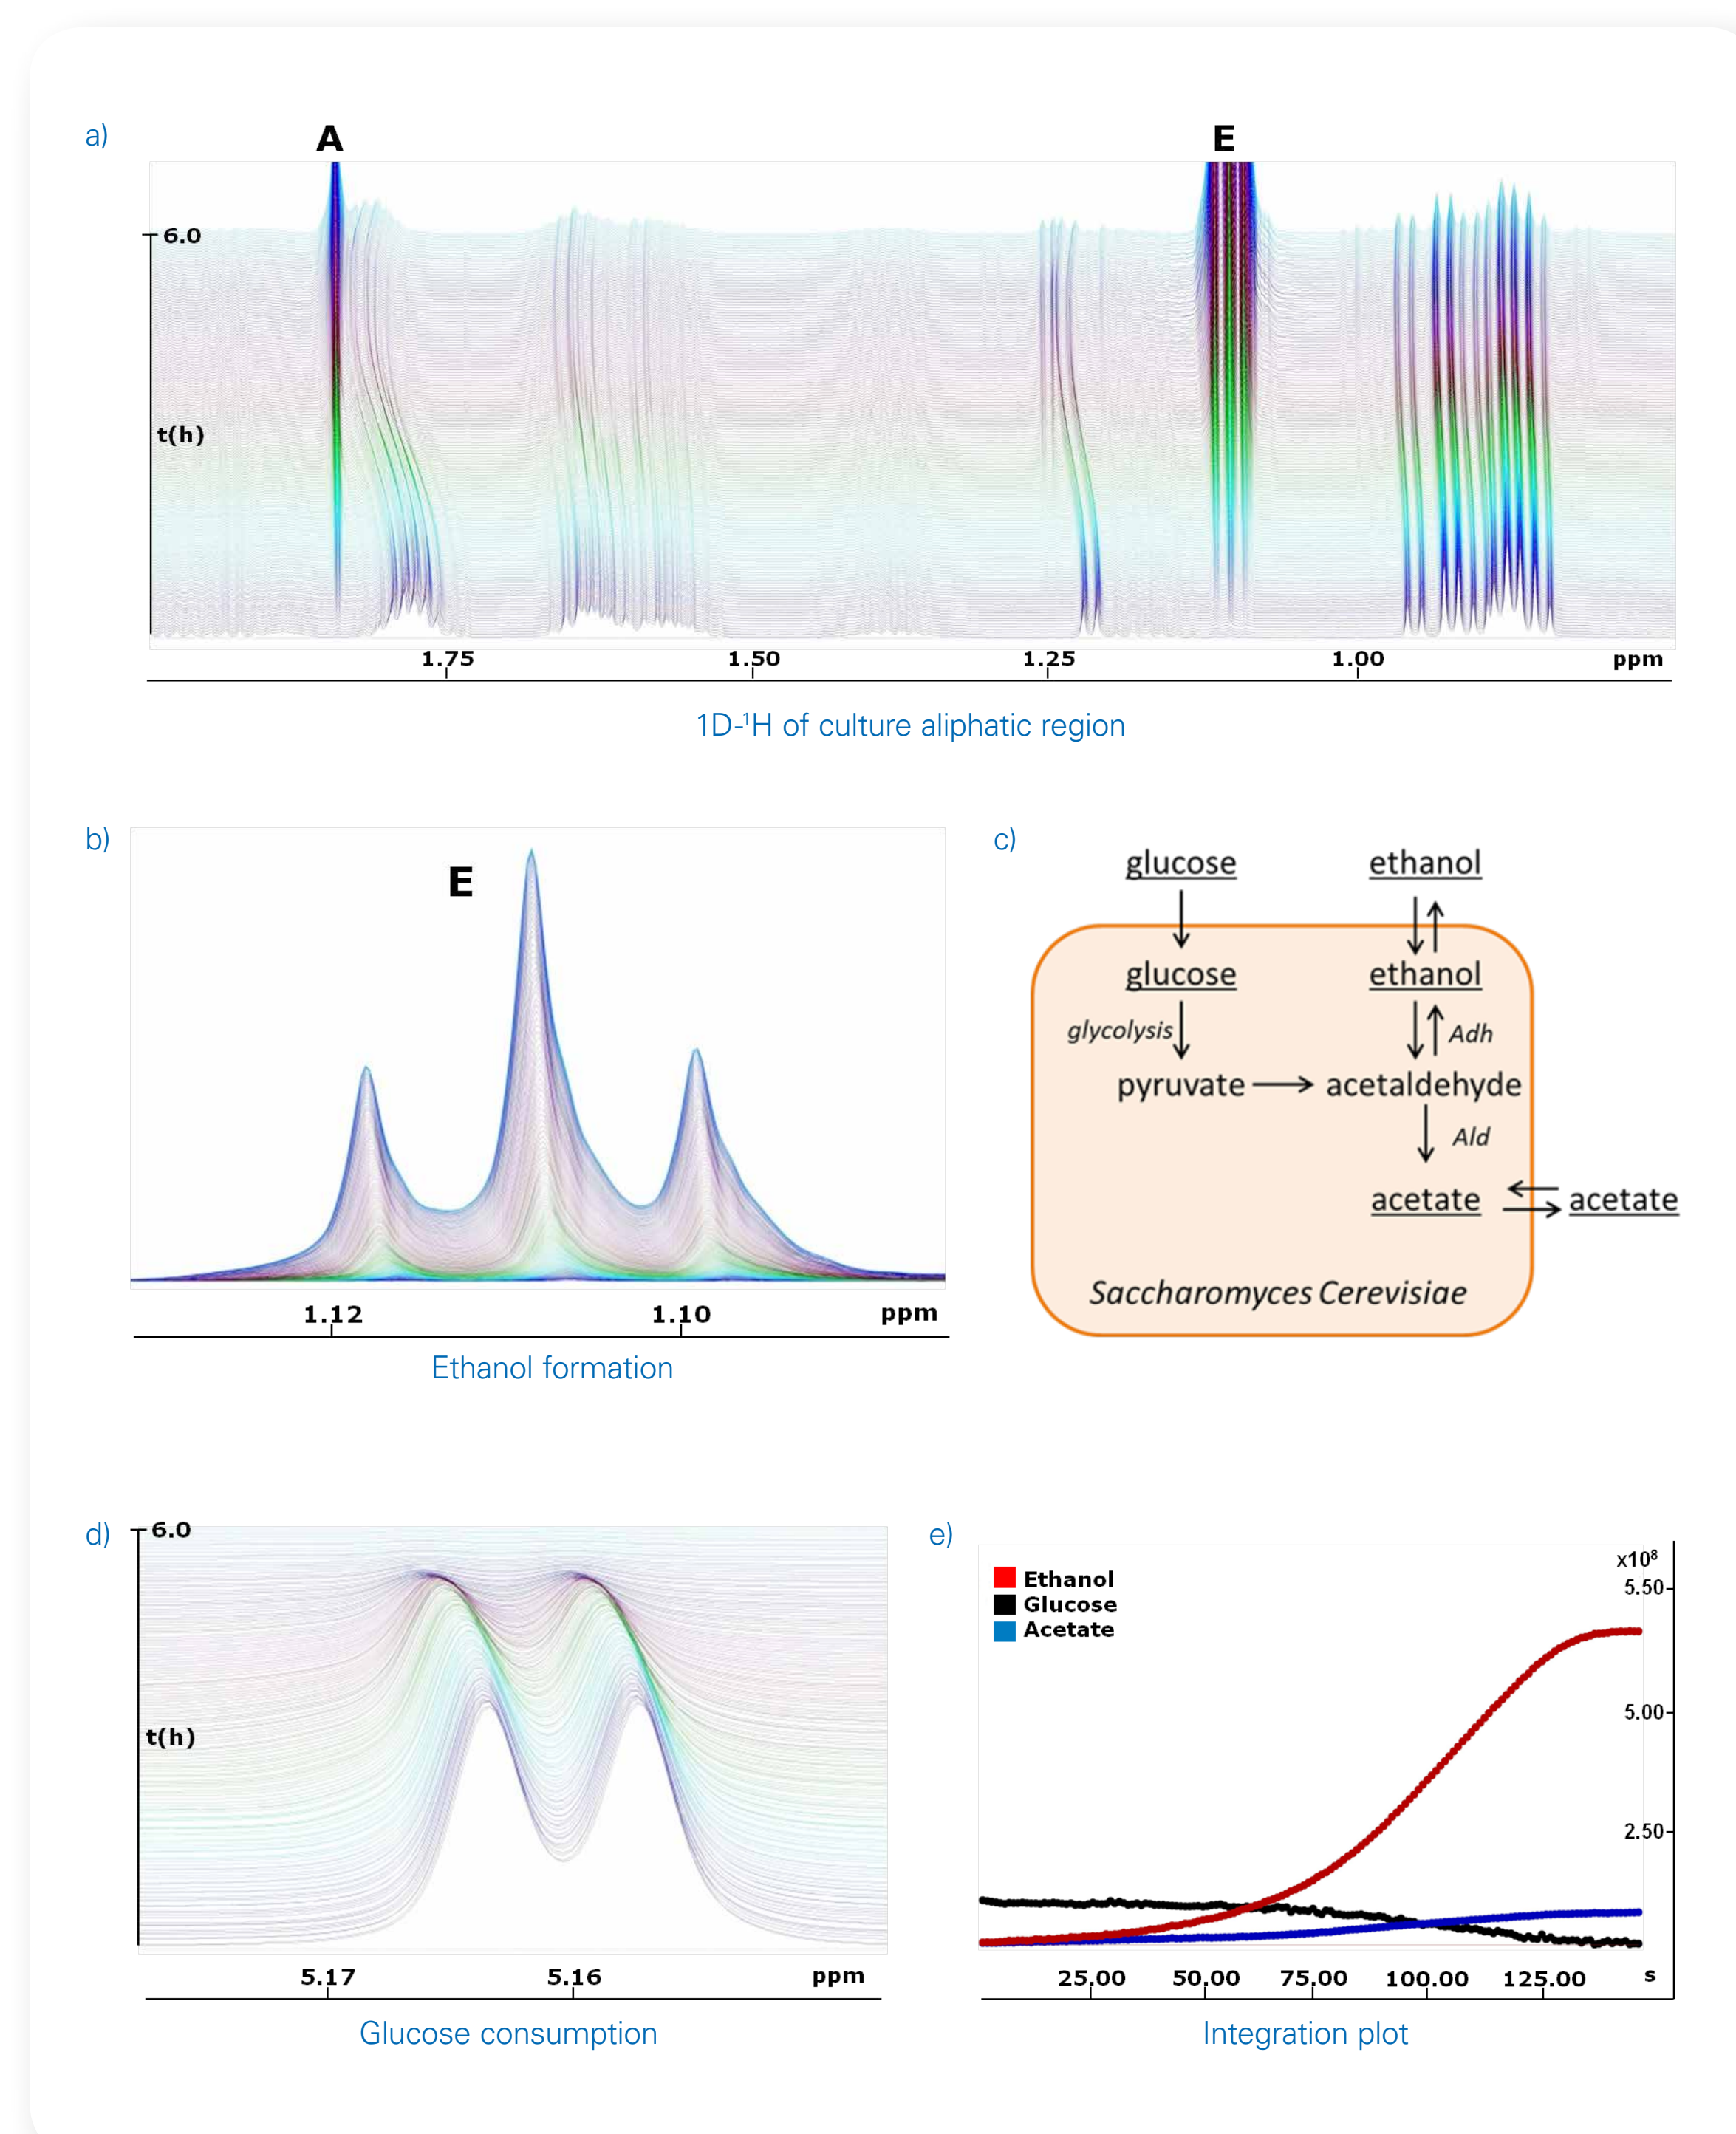 a)
A
E
6.0
t(h)
1.75 1.50 1.25 1.00 ppm
1D-¹H of culture aliphatic region
b)
E
1.12 1.10 ppm
Ethanol formation
c)
glucose ethanol
glucose ethanol
glycolysis Adh
pyruvate acetaldehyde
Ald
acetate acetate
Saccharomyces Cerevisiae
d)
6.0
t(h)
5.17 5.16 ppm
Glucose consumption
e)
x10⁸
Ethanol
Glucose
Acetate
5.50
5.00
2.50
25.00 50.00 75.00 100.00 125.00 s
Integration plot